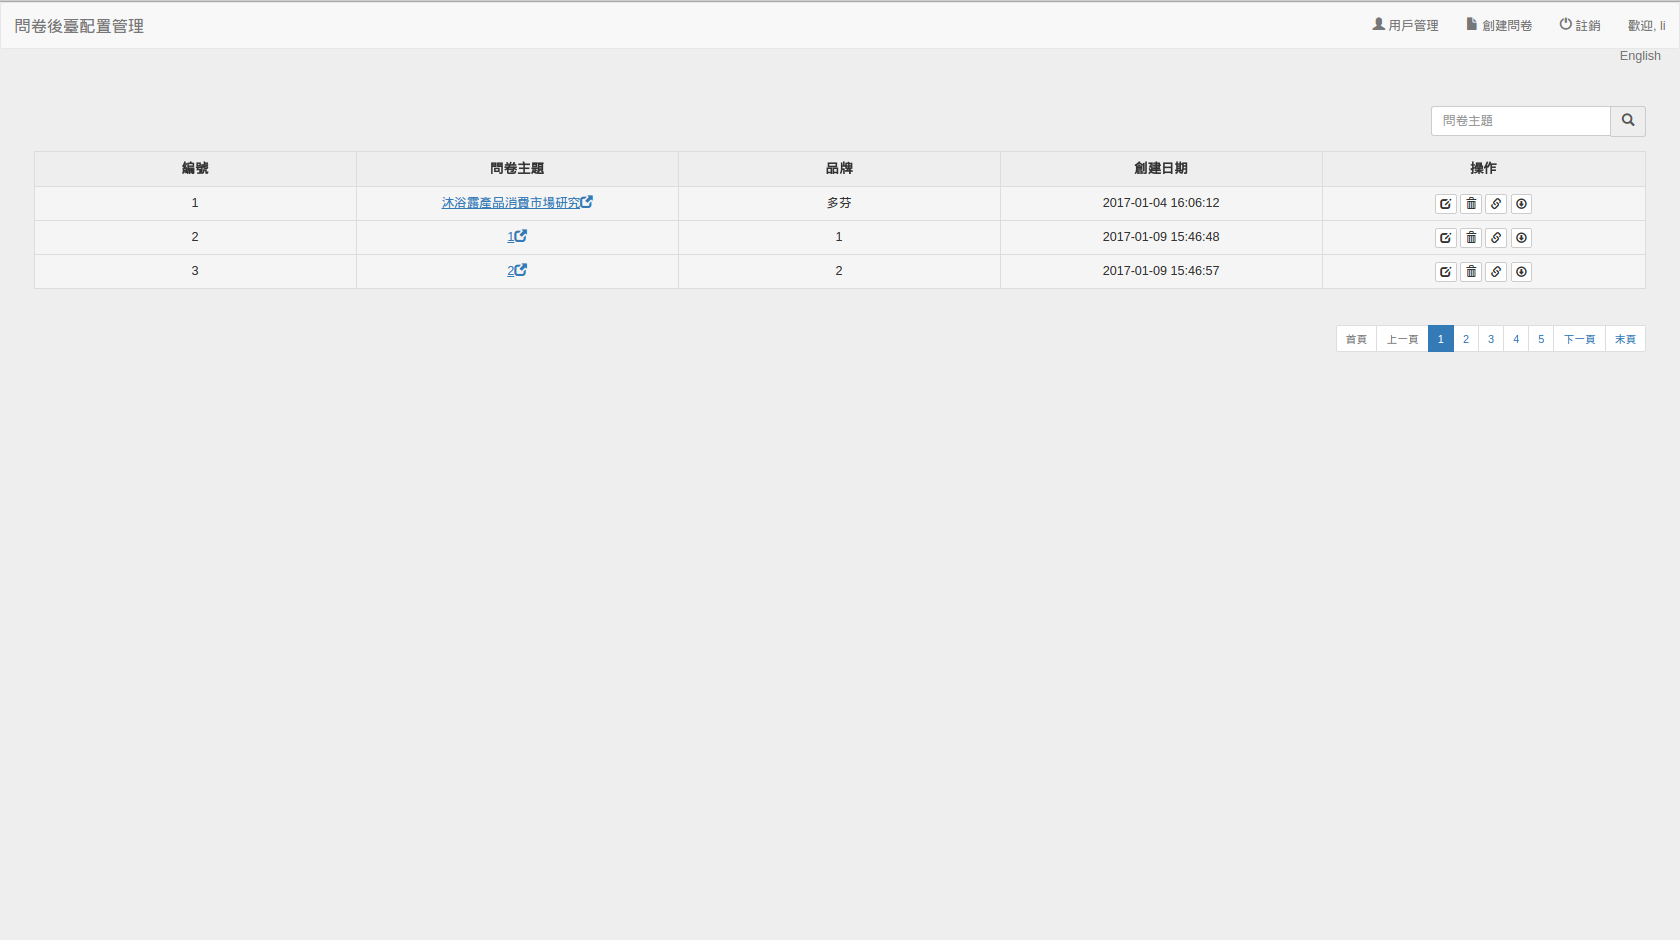 問卷後臺配置管理 用戶管理 創建問卷 註銷 歡迎, li
English
問卷主題
編號 問卷主題 品牌 創建日期 操作
1 沐浴露產品消費市場研究 多芬 2017-01-04 16:06:12
2 1 1 2017-01-09 15:46:48
3 2 2 2017-01-09 15:46:57
首頁 上一頁 1 2 3 4 5 下一頁 末頁